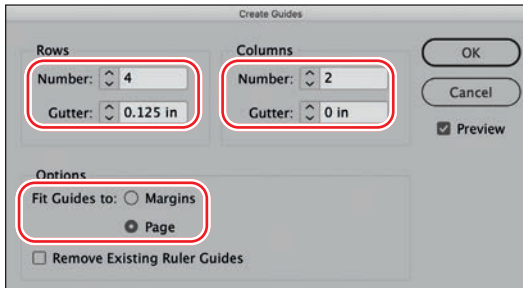 Create Guides
Rows
Number: 4
Gutter: 0.125 in
Columns
Number: 2
Gutter: 0 in
OK
Cancel
Preview
Options
Fit Guides to: Margins
Page
Remove Existing Ruler Guides